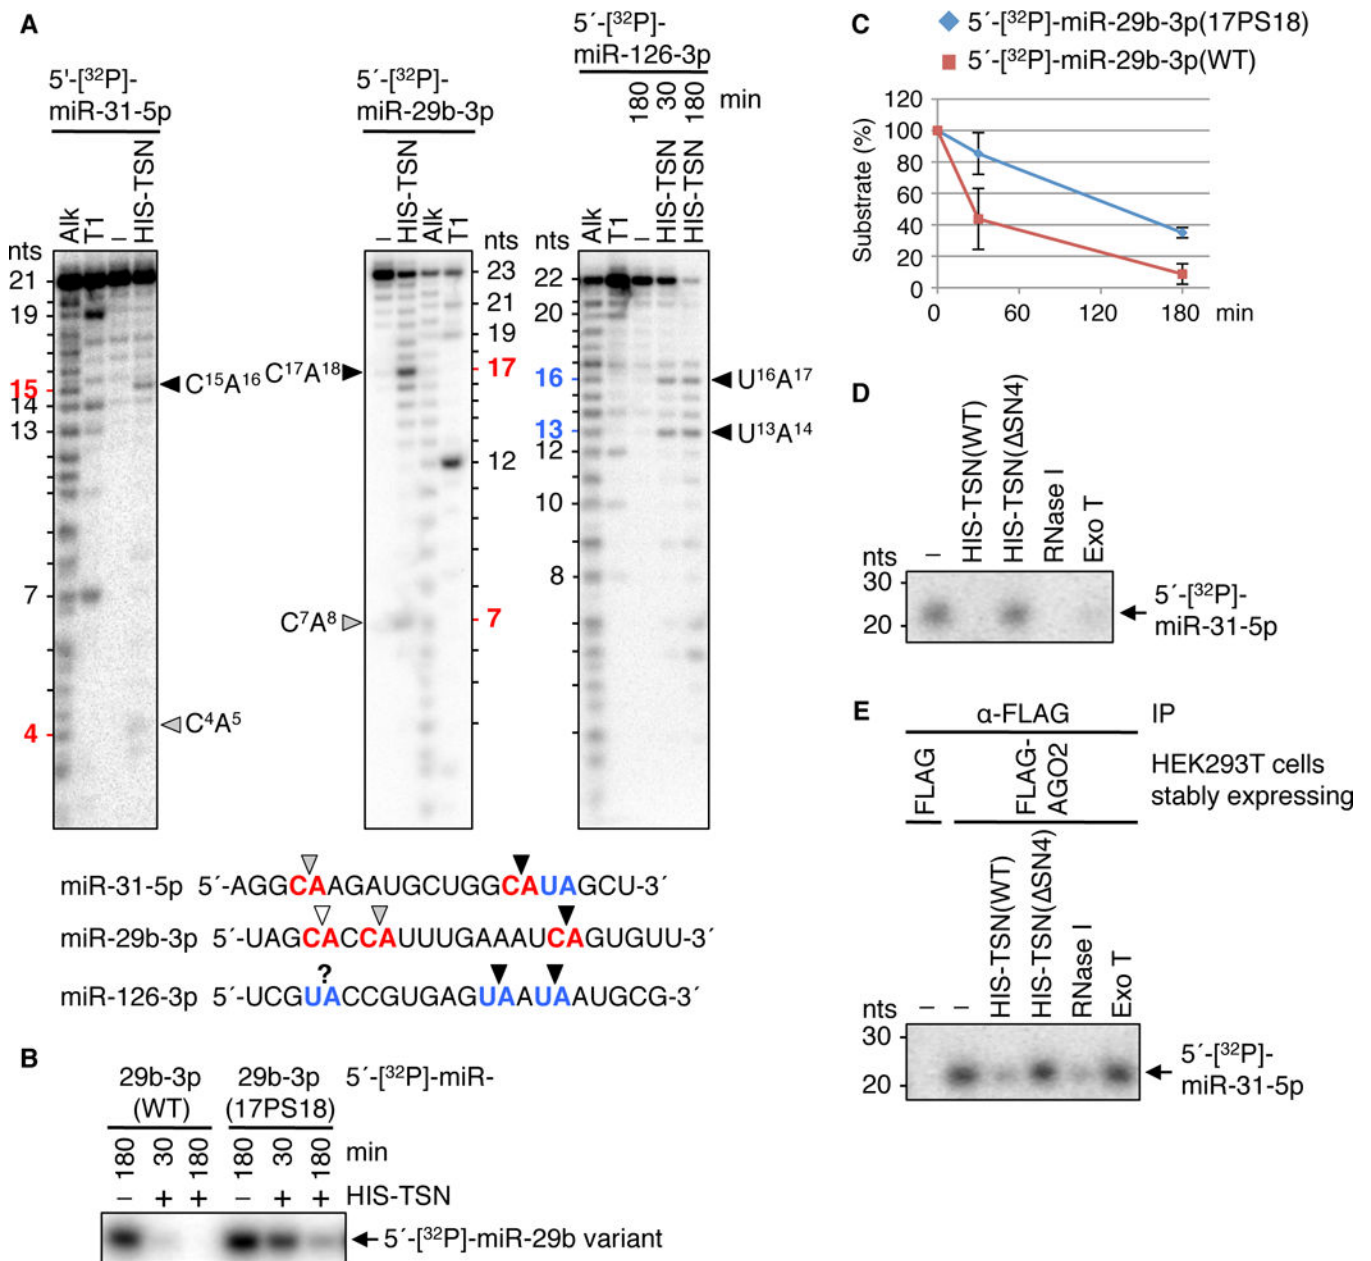 A
5'-[³²P]-
miR-31-5p
Alk
T1
–
HIS-TSN
nts
21
19
15
14
13
7
4
C¹⁵A¹⁶
C⁴A⁵
5´-[³²P]-
miR-29b-3p
–
HIS-TSN
Alk
T1
nts
23
21
19
17
12
7
C¹⁷A¹⁸
C⁷A⁸
5´-[³²P]-
miR-126-3p
180 30 180 min
Alk
T1
–
HIS-TSN
HIS-TSN
22
20
16
13
12
10
8
U¹⁶A¹⁷
U¹³A¹⁴
miR-31-5p 5´-AGGCAAGAUGCUGGCAUAGCU-3´
miR-29b-3p 5´-UAGCACCAUUUGAAAUCAGUGUU-3´
?
miR-126-3p 5´-UCGUACCGUGAGUAAUAAUGCG-3´
B
29b-3p 29b-3p 5´-[³²P]-miR-
(WT) (17PS18)
180 30 180 180 30 180 min
– + + – + + HIS-TSN
5´-[³²P]-miR-29b variant
C
5´-[³²P]-miR-29b-3p(17PS18)
5´-[³²P]-miR-29b-3p(WT)
Substrate (%)
120
100
80
60
40
20
0
0 60 120 180 min
D
–
HIS-TSN(WT)
HIS-TSN(ΔSN4)
RNase I
Exo T
nts
30
20
5´-[³²P]-
miR-31-5p
E
α-FLAG IP
FLAG
FLAG-
AGO2
HEK293T cells
stably expressing
–
–
HIS-TSN(WT)
HIS-TSN(ΔSN4)
RNase I
Exo T
nts
30
20
5´-[³²P]-
miR-31-5p